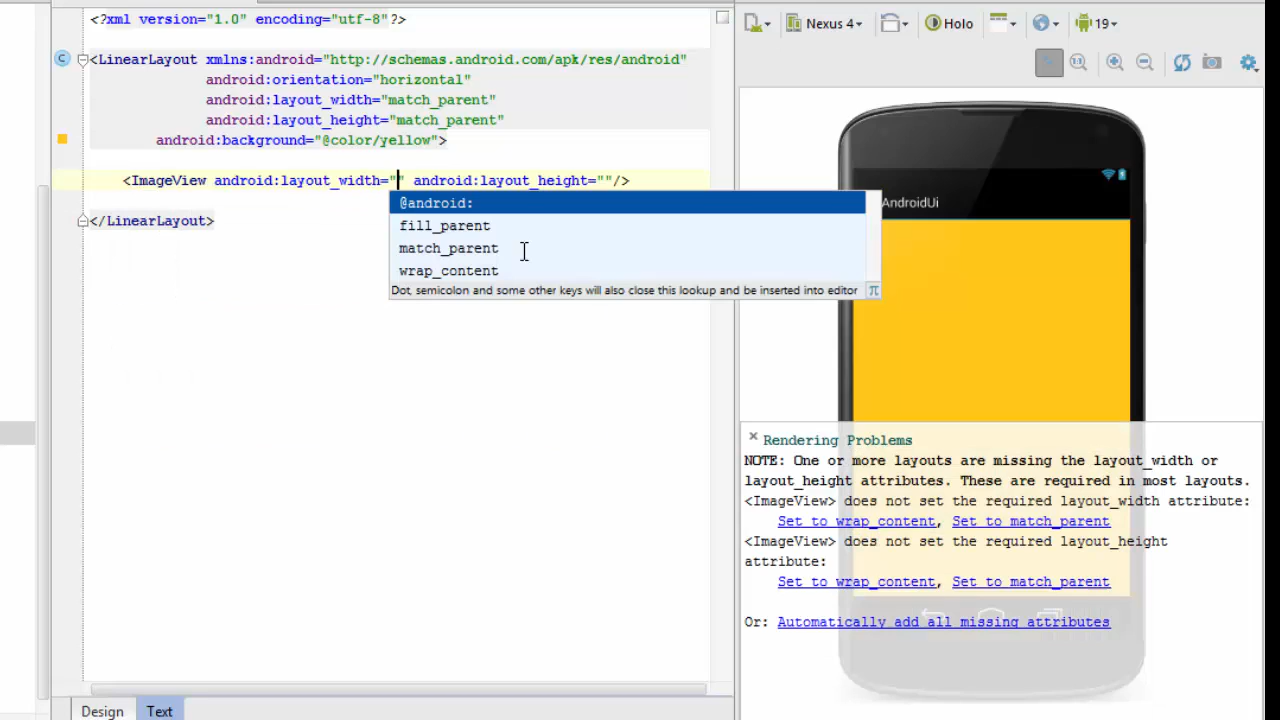 <?xml version="1.0" encoding="utf-8"?>
<LinearLayout xmlns:android="http://schemas.android.com/apk/res/android"
android:orientation="horizontal"
android:layout_width="match_parent"
android:layout_height="match_parent"
android:background="@color/yellow">
<ImageView android:layout_width="" android:layout_height=""/>
</LinearLayout>
@android:
fill_parent
match_parent
wrap_content
Dot, semicolon and some other keys will also close this lookup and be inserted into editor
π
C
Design
Text
Nexus 4
Holo
19
AndroidUi
Rendering Problems
NOTE: One or more layouts are missing the layout_width or
layout_height attributes. These are required in most layouts.
<ImageView> does not set the required layout_width attribute:
Set to wrap_content, Set to match_parent
<ImageView> does not set the required layout_height
attribute:
Set to wrap_content, Set to match_parent
Or: Automatically add all missing attributes